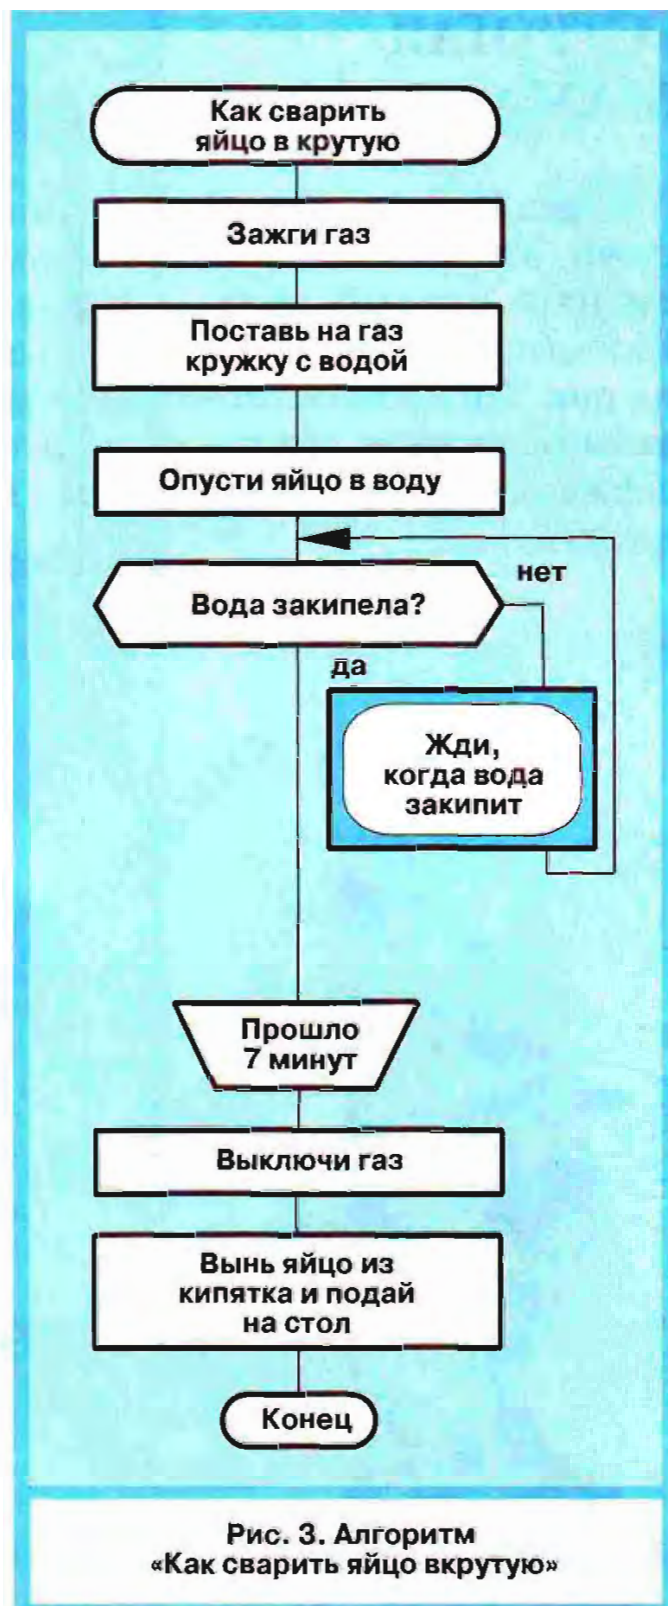 Как сварить
яйцо в крутую
Зажги газ
Поставь на газ
кружку с водой
Опусти яйцо в воду
Вода закипела?
нет
да
Жди,
когда вода
закипит
Прошло
7 минут
Выключи газ
Вынь яйцо из
кипятка и подай
на стол
Конец
Рис. 3. Алгоритм
«Как сварить яйцо вкрутую»